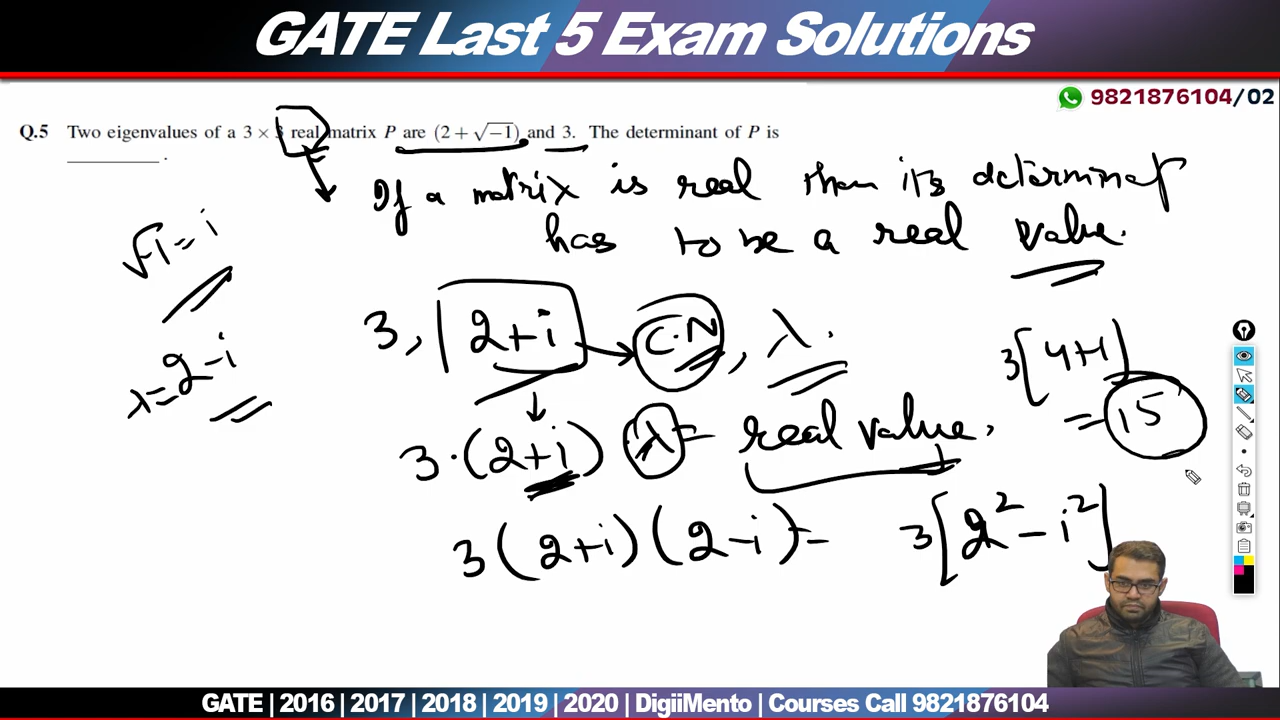 GATE Last 5 Exam Solutions
9821876104/02
Q.5 Two eigenvalues of a 3 × 3 real matrix P are (2 + √−1) and 3. The determinant of P is
________ .
If a matrix is real than its determinat
has to be a real value.
√-1 = i
λ = 2 - i
3, 2+i → C.N, λ.
3[4+1]
= 15
3·(2+i) λ = real value.
3(2+i)(2-i) = 3[2² - i²]
GATE | 2016 | 2017 | 2018 | 2019 | 2020 | DigiiMento | Courses Call 9821876104